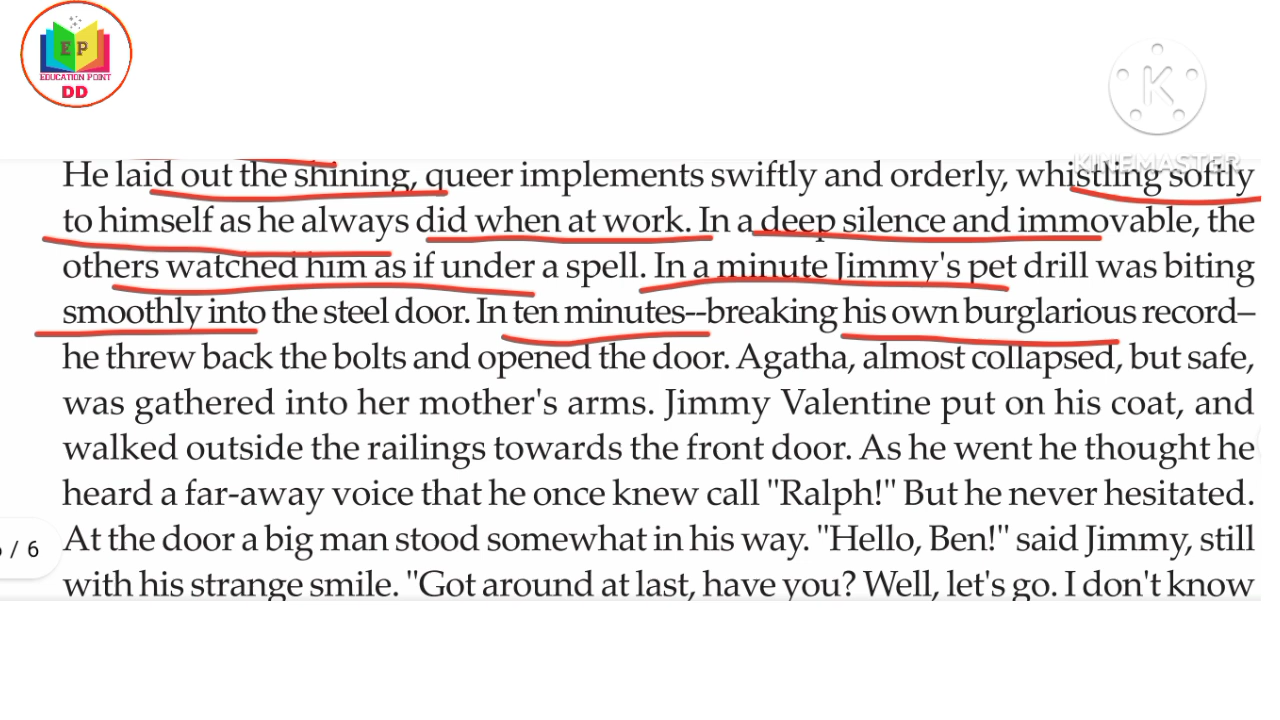 EP
EDUCATION POINT
DD
KINEMASTER
He laid out the shining, queer implements swiftly and orderly, whistling softly
to himself as he always did when at work. In a deep silence and immovable, the
others watched him as if under a spell. In a minute Jimmy's pet drill was biting
smoothly into the steel door. In ten minutes--breaking his own burglarious record–
he threw back the bolts and opened the door. Agatha, almost collapsed, but safe,
was gathered into her mother's arms. Jimmy Valentine put on his coat, and
walked outside the railings towards the front door. As he went he thought he
heard a far-away voice that he once knew call "Ralph!" But he never hesitated.
At the door a big man stood somewhat in his way. "Hello, Ben!" said Jimmy, still
/ 6
with his strange smile. "Got around at last, have you? Well, let's go. I don't know